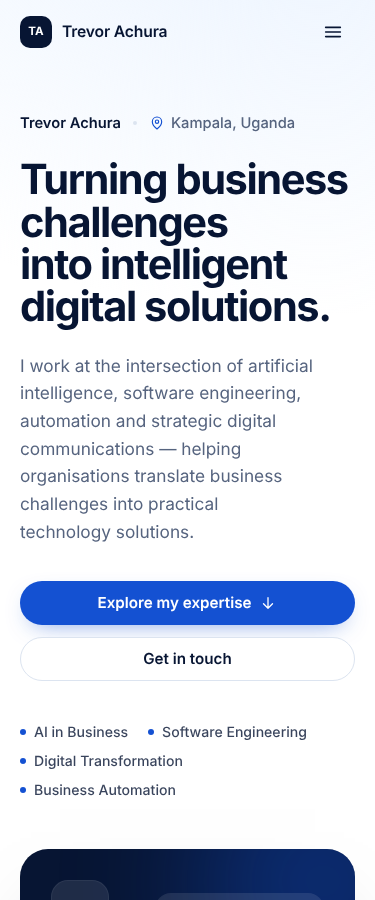 TA
Trevor Achura
Trevor Achura • Kampala, Uganda
Turning business
challenges
into intelligent
digital solutions.
I work at the intersection of artificial
intelligence, software engineering,
automation and strategic digital
communications — helping
organisations translate business
challenges into practical
technology solutions.
Explore my expertise ↓
Get in touch
• AI in Business • Software Engineering
• Digital Transformation
• Business Automation